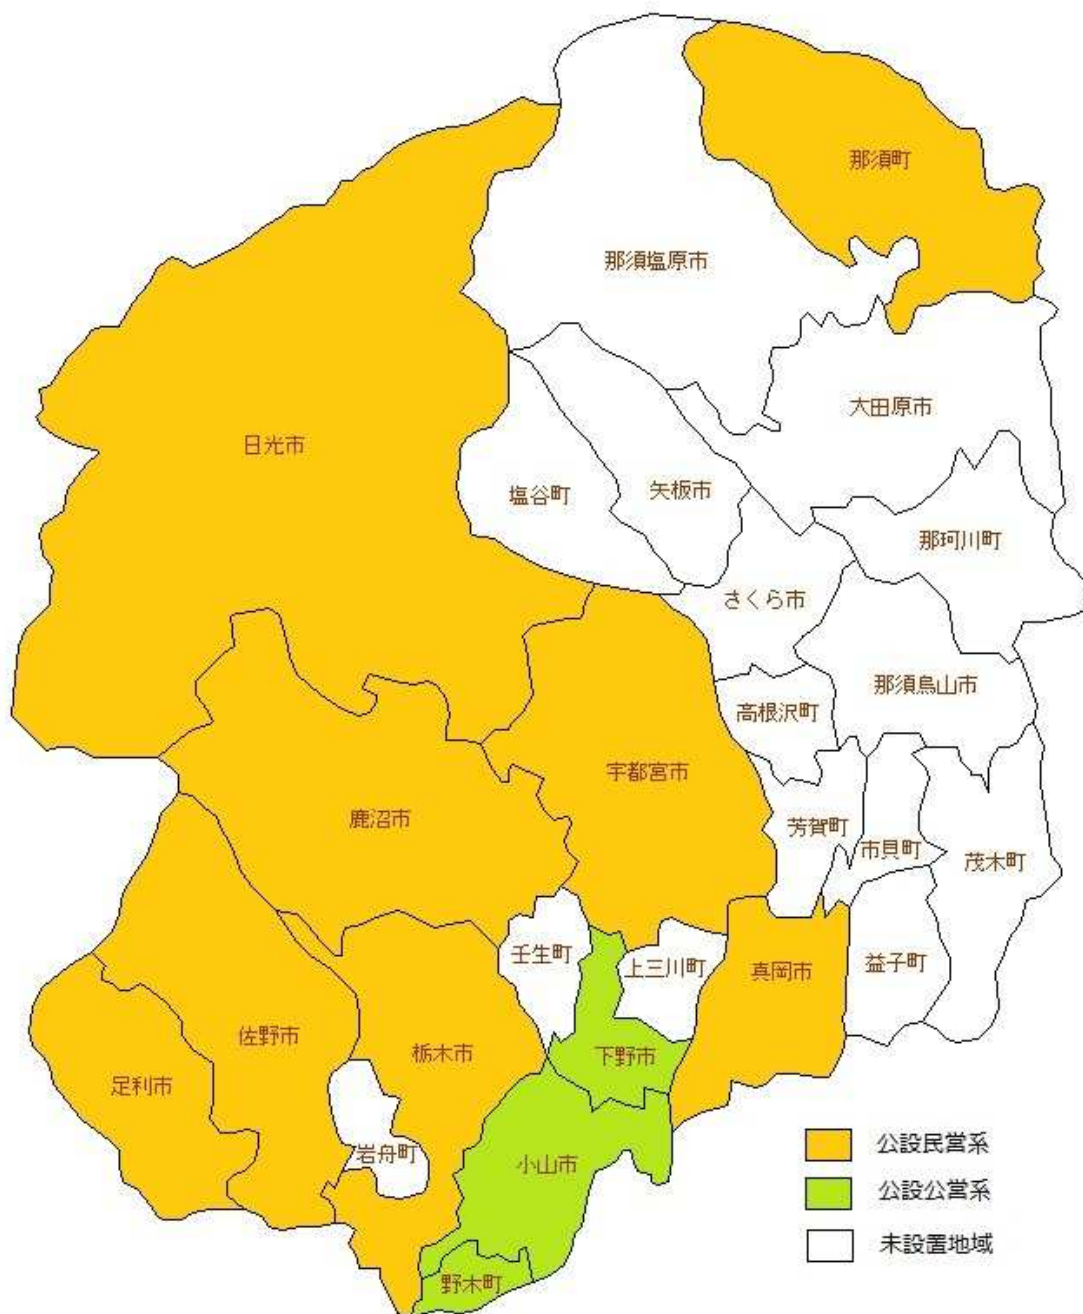 那須町
那須塩原市
大田原市
日光市
塩谷町
矢板市
那珂川町
さくら市
那須烏山市
高根沢町
宇都宮市
鹿沼市
芳賀町
市貝町
茂木町
壬生町
上三川町
真岡市
益子町
佐野市
栃木市
下野市
足利市
岩舟町
小山市
野木町
公設民営系
公設公営系
未設置地域